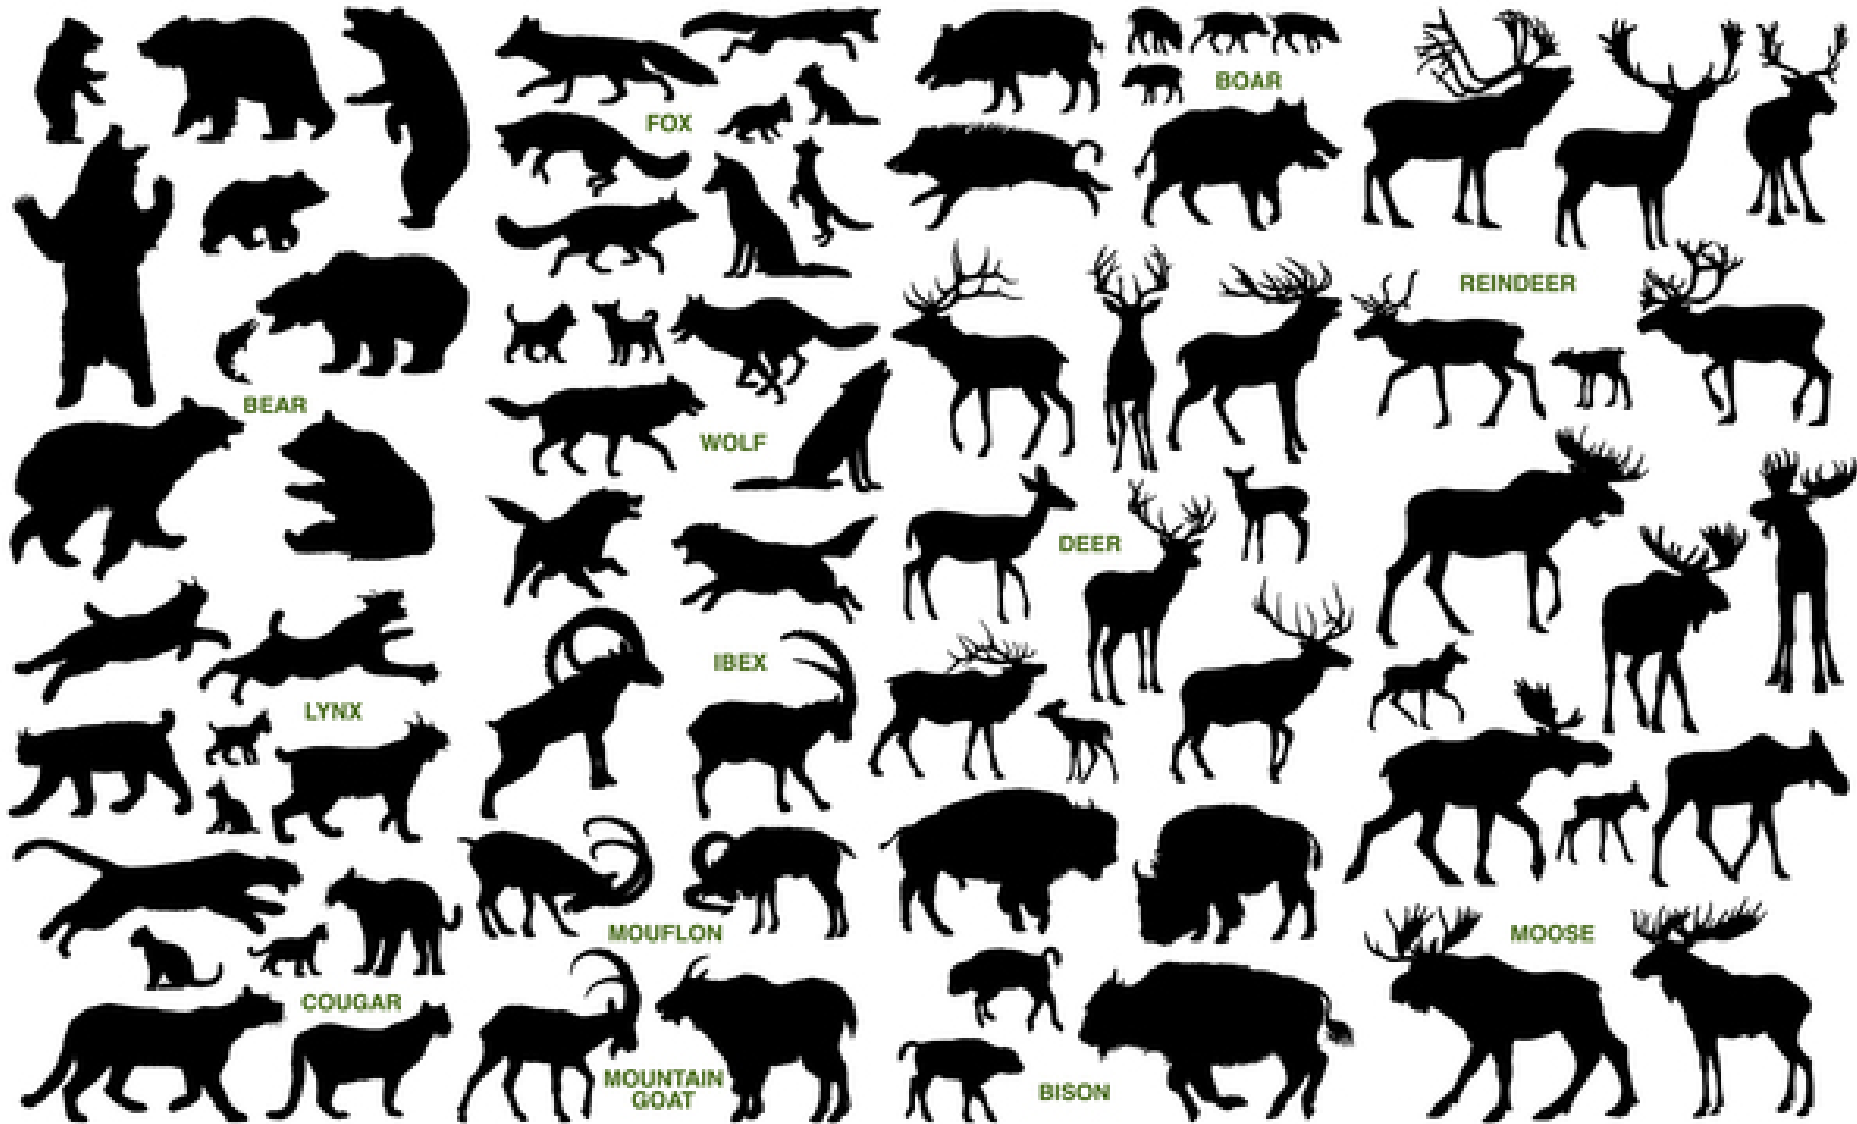 FOX
BOAR
REINDEER
BEAR
WOLF
DEER
IBEX
LYNX
MOUFLON
MOOSE
COUGAR
MOUNTAIN
GOAT
BISON